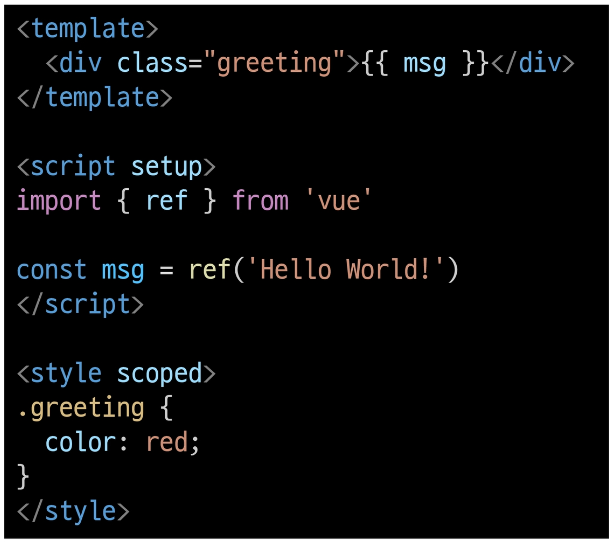 <template>
  <div class="greeting">{{ msg }}</div>
</template>

<script setup>
import { ref } from 'vue'

const msg = ref('Hello World!')
</script>

<style scoped>
.greeting {
  color: red;
}
</style>